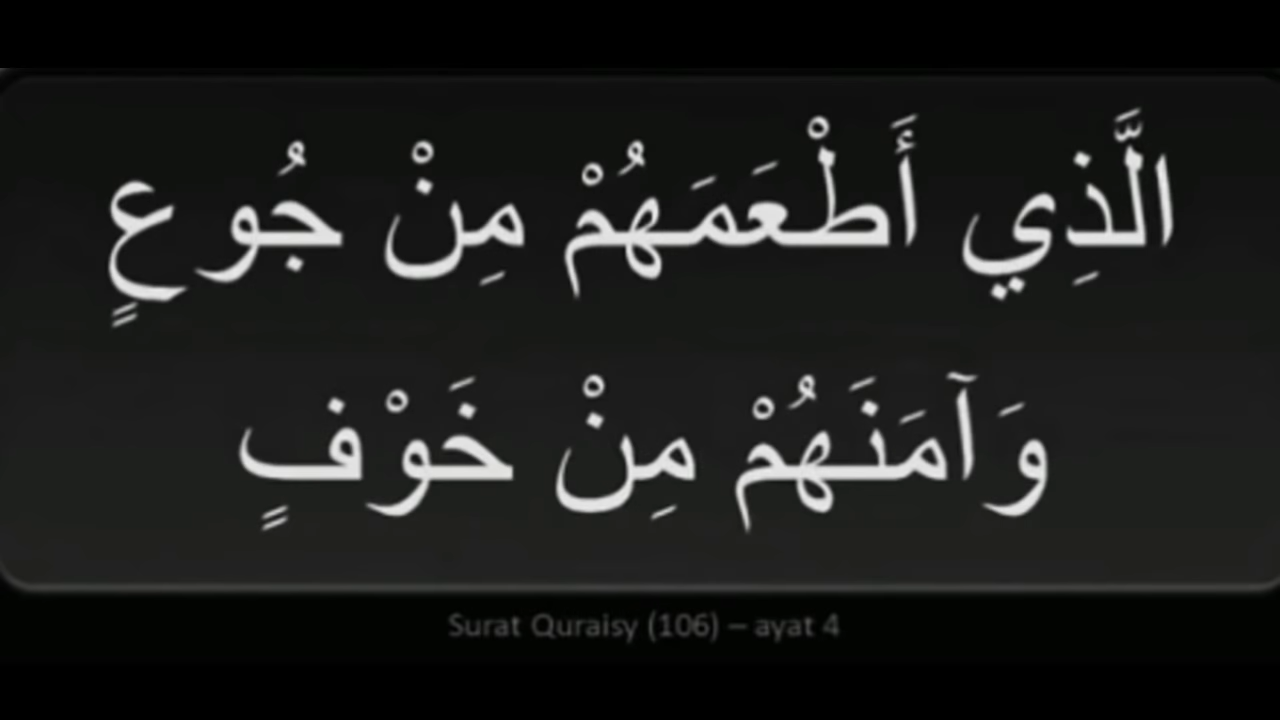 الَّذِي أَطْعَمَهُمْ مِنْ جُوعٍ
وَآمَنَهُمْ مِنْ خَوْفٍ
Surat Quraisy (106) – ayat 4